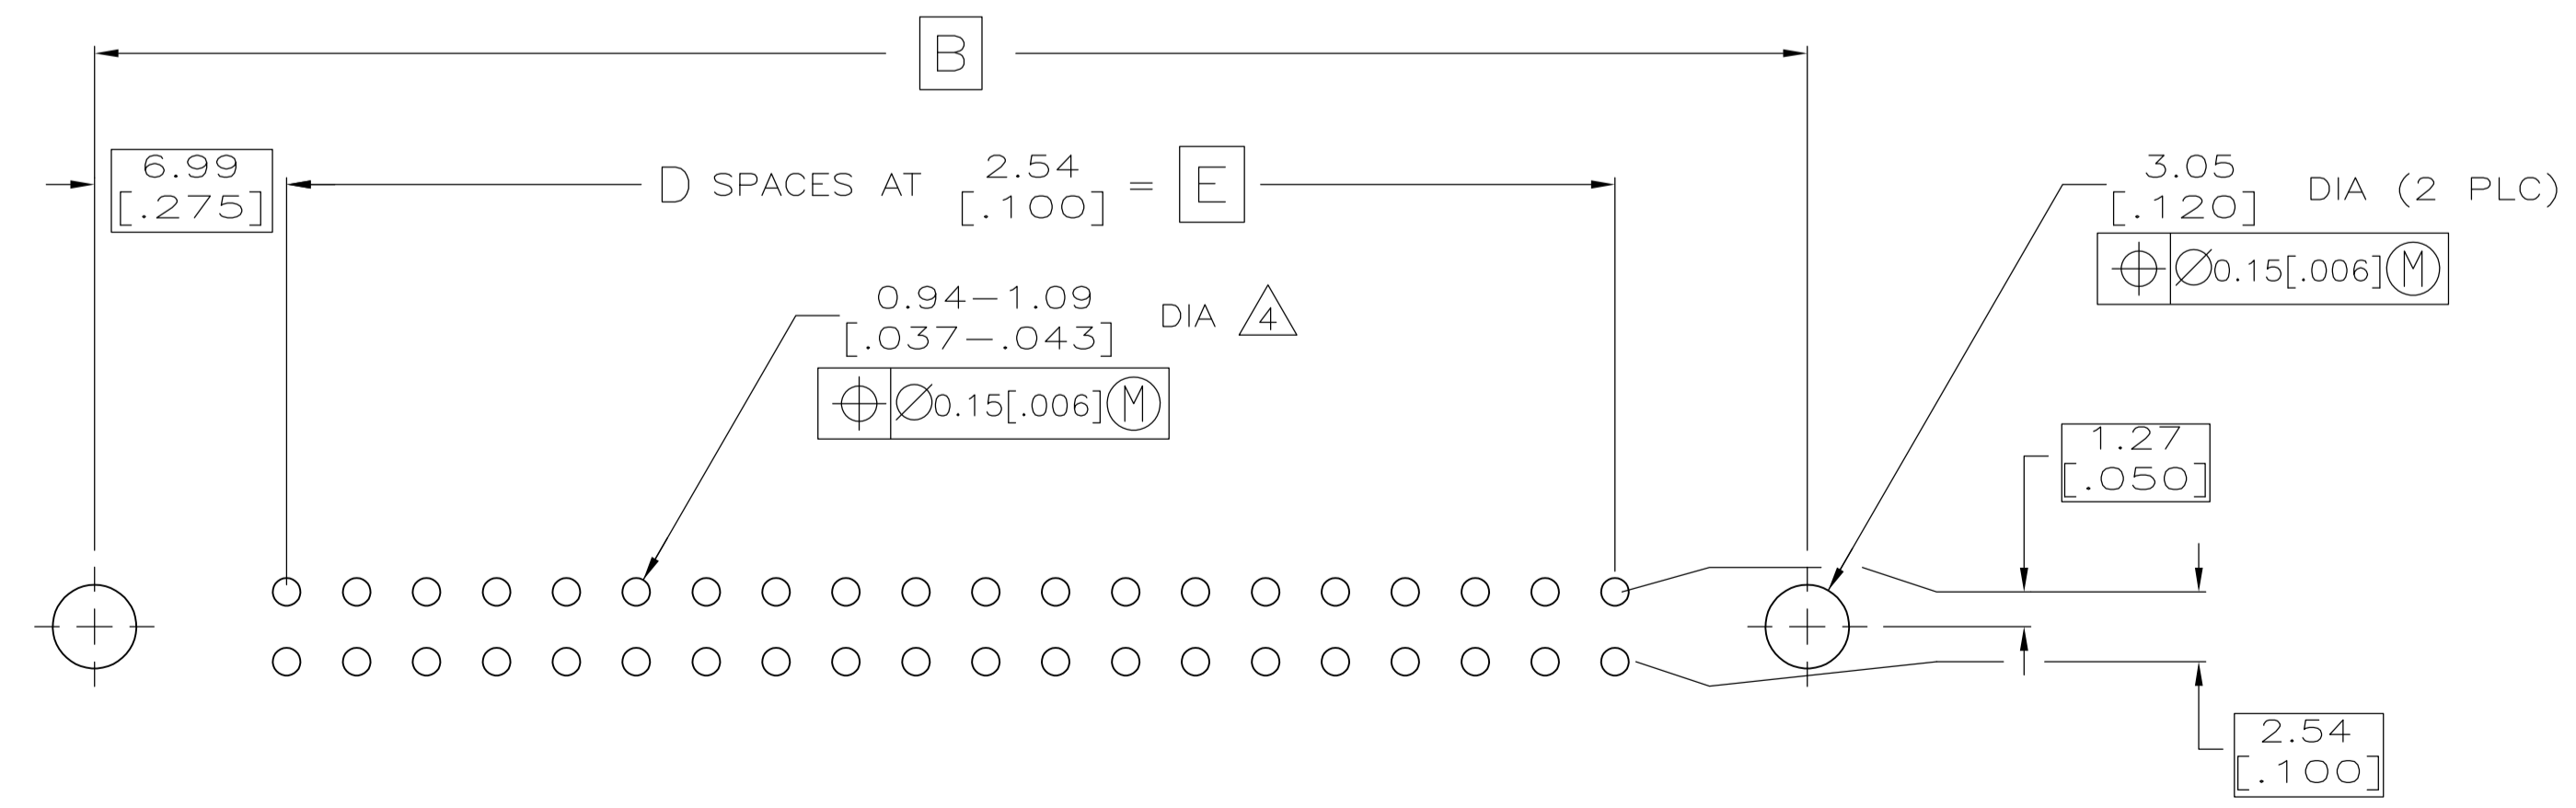 B
6.99
[.275]
D SPACES AT 2.54 = E
[.100]
3.05 DIA (2 PLC)
[.120]
⌖ ⌀0.15[.006]Ⓜ
0.94-1.09 DIA 4
[.037-.043]
⌖ ⌀0.15[.006]Ⓜ
1.27
[.050]
2.54
[.100]